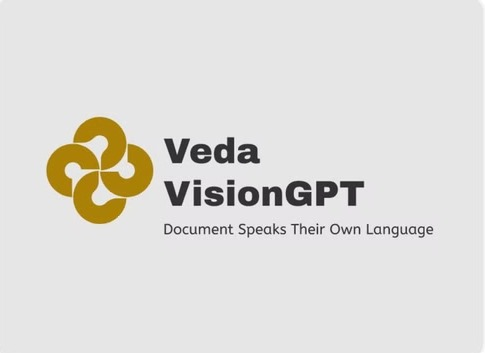 Veda
VisionGPT
Document Speaks Their Own Language